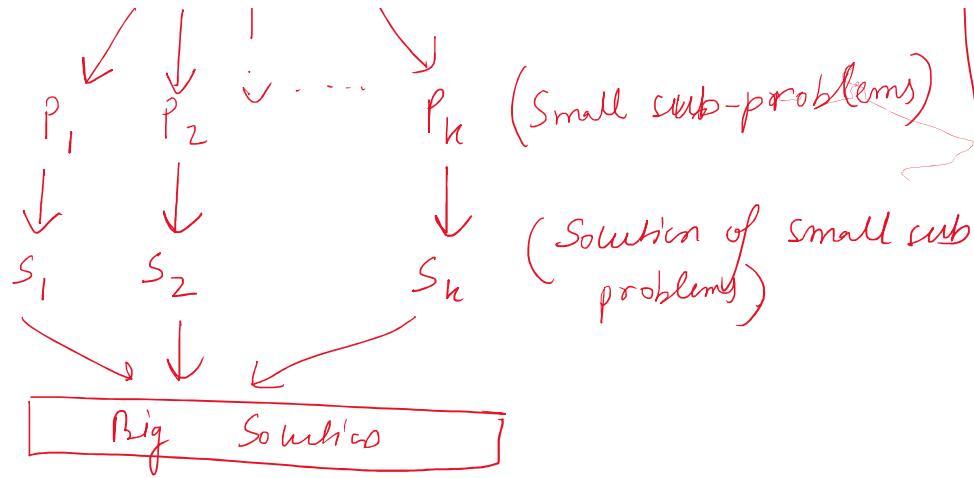 P1 P2 ..... Pk (Small sub-problems)
S1 S2 Sk (Solution of small sub
problems)
Big Solution